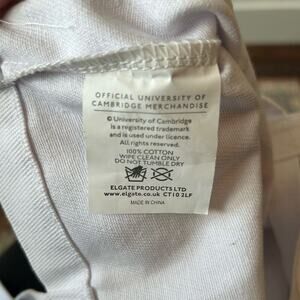 OFFICIAL UNIVERSITY OF
CAMBRIDGE MERCHANDISE
© University of Cambridge
is a registered trademark
and is used under licence.
All rights reserved.
100% COTTON
WIPE CLEAN ONLY
DO NOT TUMBLE DRY
ELGATE PRODUCTS LTD
www.elgate.co.uk CT10 2LF
MADE IN CHINA